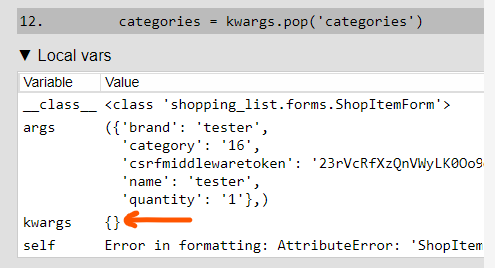 12. categories = kwargs.pop('categories')
▼ Local vars
Variable Value
__class__ <class 'shopping_list.forms.ShopItemForm'>
args ({'brand': 'tester',
'category': '16',
'csrfmiddlewaretoken': '23rVcRfXzQnVWyLK0Oo9
'name': 'tester',
'quantity': '1'},)
kwargs {}
self Error in formatting: AttributeError: 'ShopItem